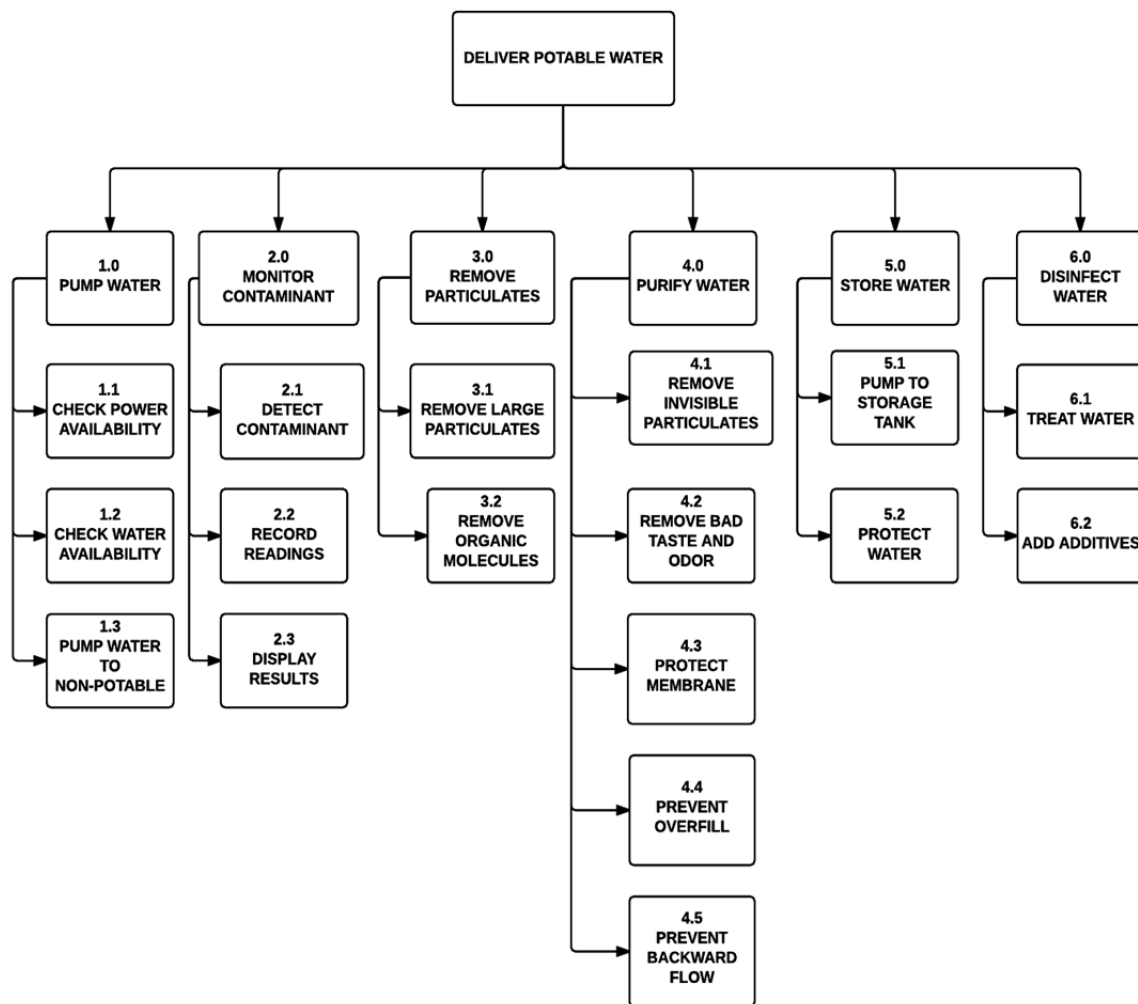 DELIVER POTABLE WATER
1.0
PUMP WATER
2.0
MONITOR
CONTAMINANT
3.0
REMOVE
PARTICULATES
4.0
PURIFY WATER
5.0
STORE WATER
6.0
DISINFECT
WATER
1.1
CHECK POWER
AVAILABILITY
2.1
DETECT
CONTAMINANT
3.1
REMOVE LARGE
PARTICULATES
4.1
REMOVE
INVISIBLE
PARTICULATES
5.1
PUMP TO
STORAGE
TANK
6.1
TREAT WATER
1.2
CHECK WATER
AVAILABILITY
2.2
RECORD
READINGS
3.2
REMOVE
ORGANIC
MOLECULES
4.2
REMOVE BAD
TASTE AND
ODOR
5.2
PROTECT
WATER
6.2
ADD ADDITIVES
1.3
PUMP WATER
TO
NON-POTABLE
2.3
DISPLAY
RESULTS
4.3
PROTECT
MEMBRANE
4.4
PREVENT
OVERFILL
4.5
PREVENT
BACKWARD
FLOW